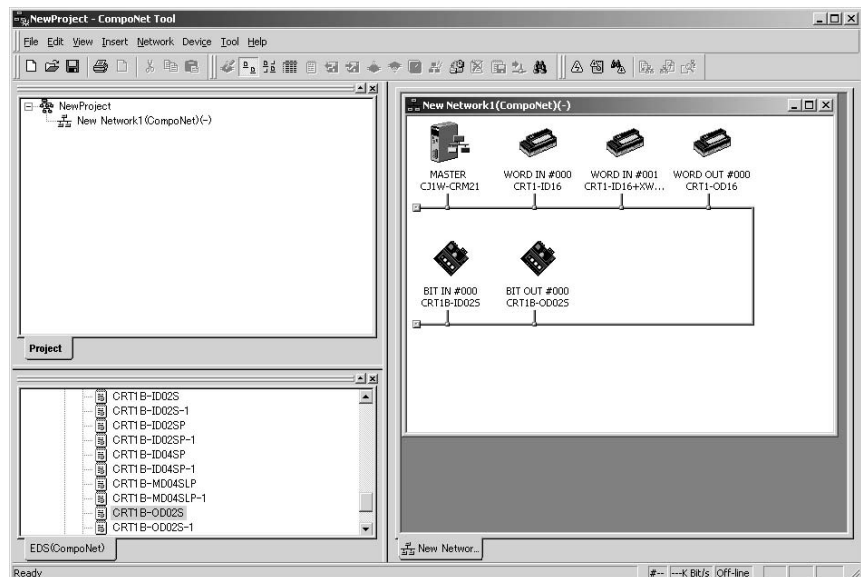 NewProject - CompoNet Tool
File Edit View Insert Network Device Tool Help
NewProject
New Network1(CompoNet)(-)
Project
CRT1B-ID02S
CRT1B-ID02S-1
CRT1B-ID02SP
CRT1B-ID02SP-1
CRT1B-ID04SP
CRT1B-ID04SP-1
CRT1B-MD04SLP
CRT1B-MD04SLP-1
CRT1B-OD02S
CRT1B-OD02S-1
EDS(CompoNet)
New Network1(CompoNet)(-)
MASTER
CJ1W-CRM21
WORD IN #000
CRT1-ID16
WORD IN #001
CRT1-ID16+XW...
WORD OUT #000
CRT1-OD16
BIT IN #000
CRT1B-ID02S
BIT OUT #000
CRT1B-OD02S
New Networ...
Ready
#-- ---K Bit/s Off-line